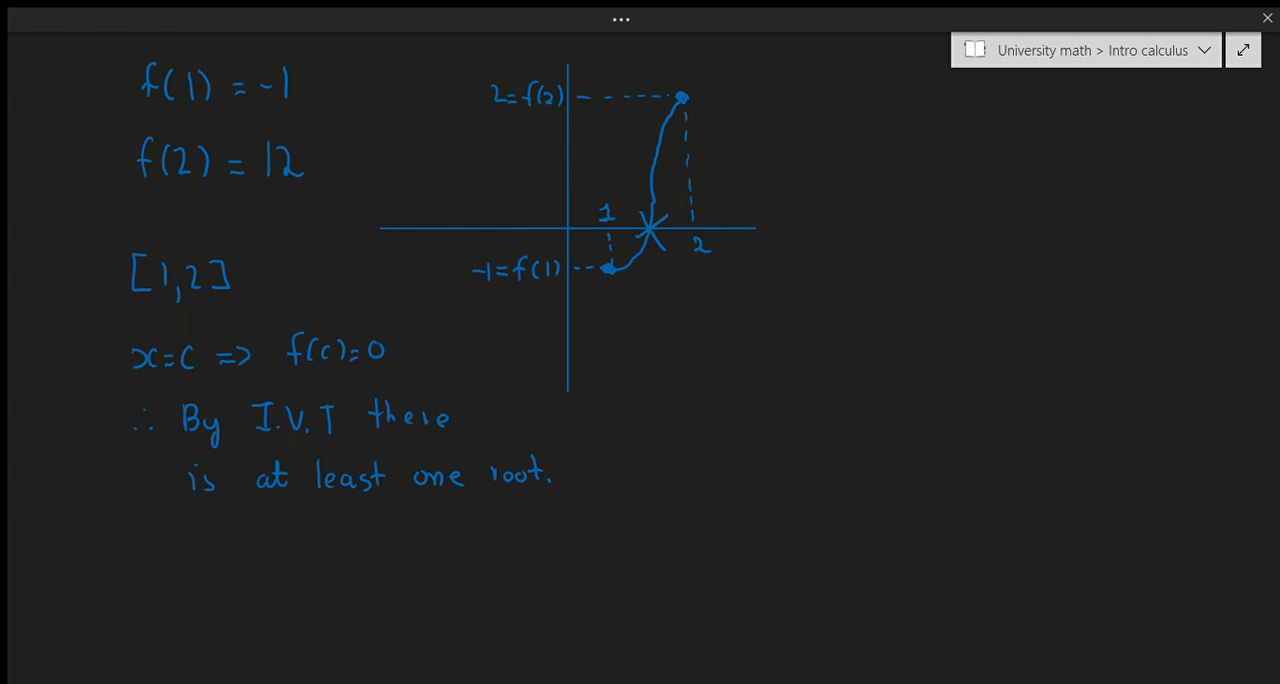 University math > Intro calculus
f(1) = -1
f(2) = 12
[1,2]
x=c => f(c)=0
∴ By I.V.T there
is at least one root.
2=f(2)
1
2
-1=f(1)